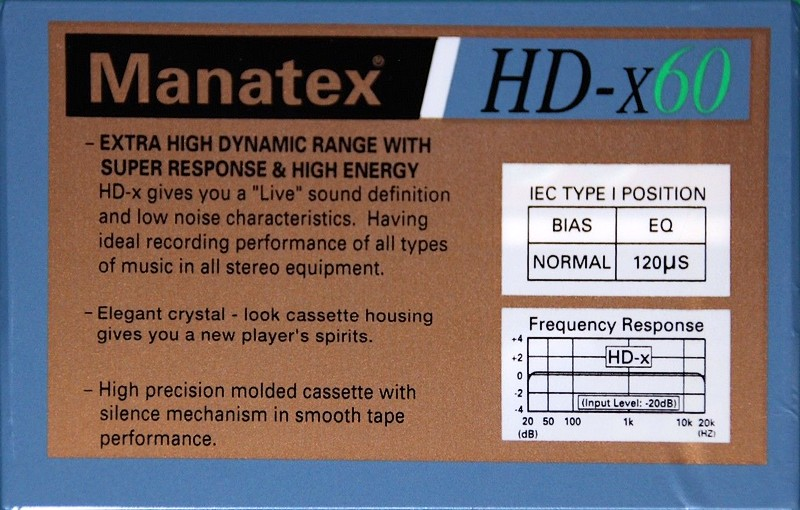 Manatex®
HD-x60
- EXTRA HIGH DYNAMIC RANGE WITH
SUPER RESPONSE & HIGH ENERGY
HD-x gives you a "Live" sound definition
and low noise characteristics. Having
ideal recording performance of all types
of music in all stereo equipment.
- Elegant crystal - look cassette housing
gives you a new player's spirits.
- High precision molded cassette with
silence mechanism in smooth tape
performance.
IEC TYPE I POSITION
BIAS EQ
NORMAL 120µS
Frequency Response
+4
+2
0
-2
-4
HD-x
(Input Level: -20dB)
20 50 100 1k 10k 20k
(dB) (HZ)